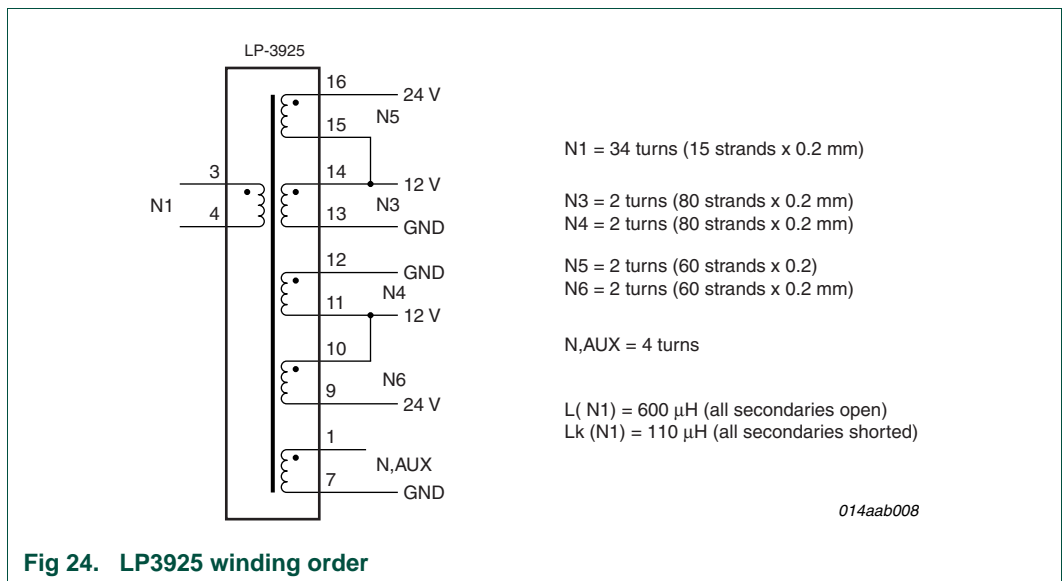 LP-3925
16
24 V
N5
15
3
14
12 V
N1
N3
4
13
GND
12
GND
N4
11
12 V
10
N6
9
24 V
1
N,AUX
7
GND
N1 = 34 turns (15 strands x 0.2 mm)
N3 = 2 turns (80 strands x 0.2 mm)
N4 = 2 turns (80 strands x 0.2 mm)
N5 = 2 turns (60 strands x 0.2)
N6 = 2 turns (60 strands x 0.2 mm)
N,AUX = 4 turns
L( N1) = 600 μH (all secondaries open)
Lk (N1) = 110 μH (all secondaries shorted)
014aab008
Fig 24. LP3925 winding order